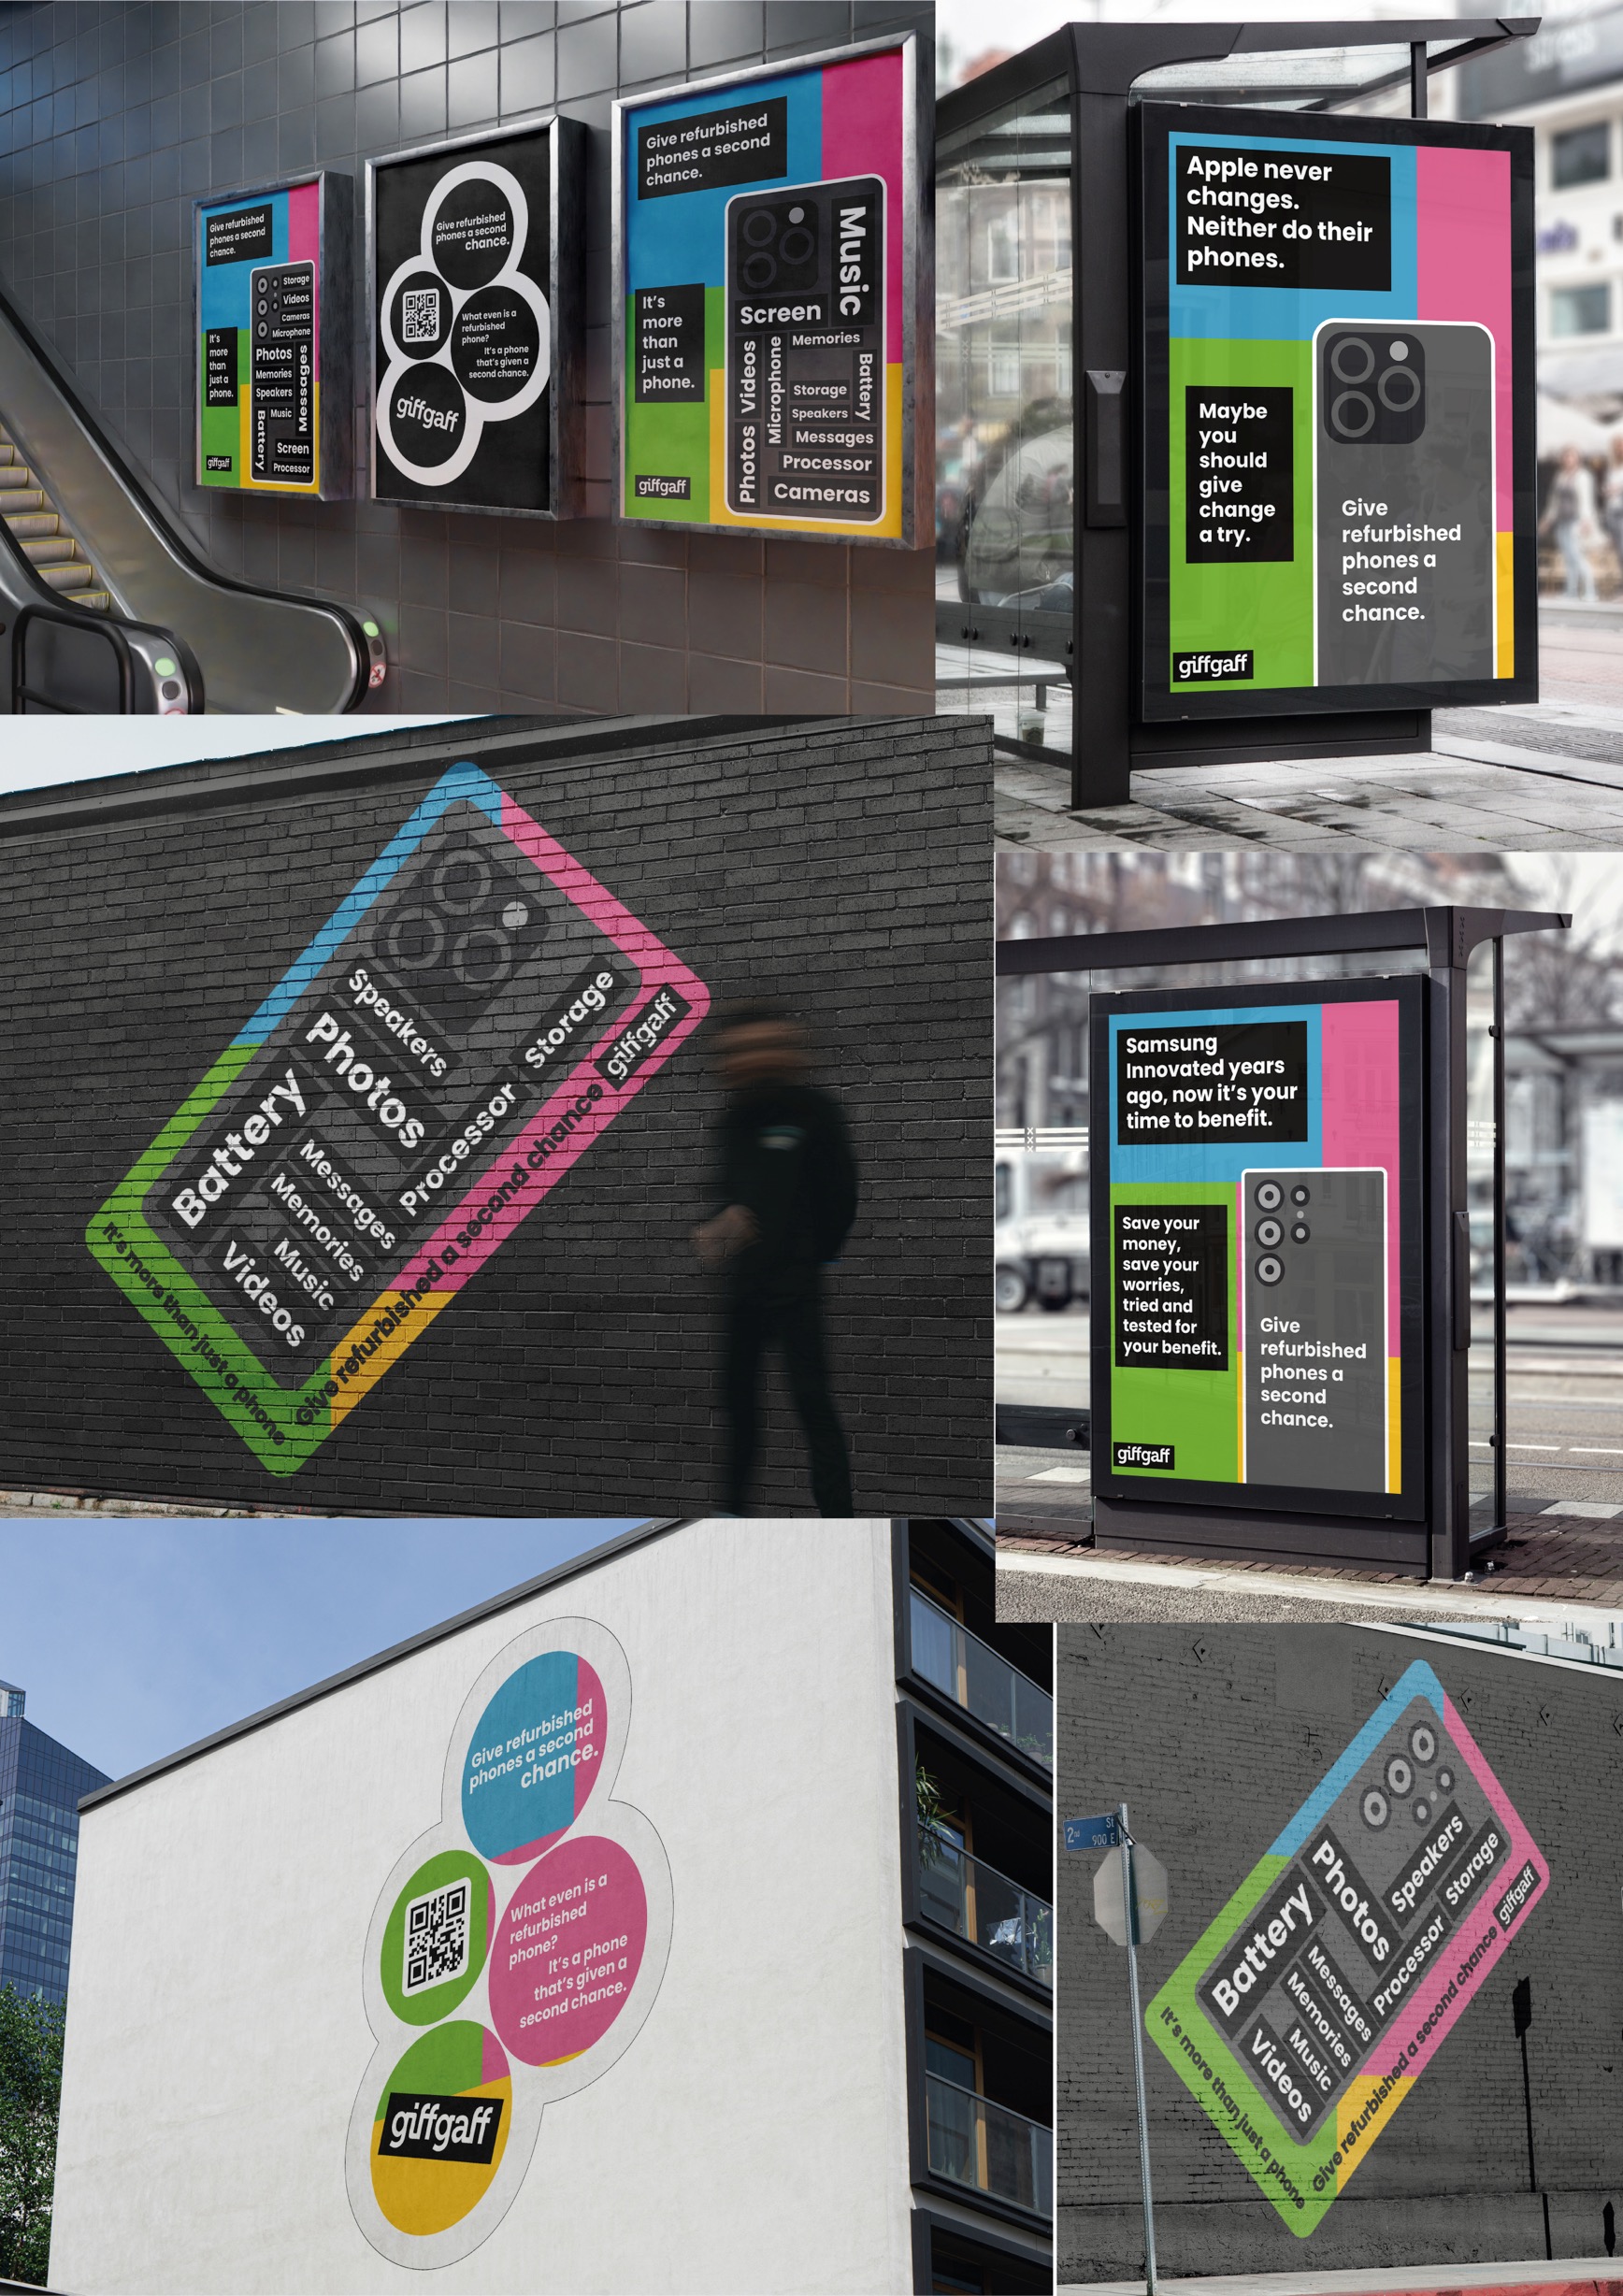 Give refurbished
phones a second
chance.
It's
more
than
just a
phone.
giffgaff
Storage
Videos
Cameras
Microphone
Photos
Memories
Speakers
Messages
Battery
Music
Screen
Processor
Give refurbished
phones a second
chance.
What even is a
refurbished
phone?
It's a phone
that's given a
second chance.
giffgaff
Give refurbished
phones a second
chance.
It's
more
than
just a
phone.
giffgaff
Music
Screen
Memories
Videos
Microphone
Battery
Storage
Speakers
Photos
Messages
Processor
Cameras
Apple never
changes.
Neither do their
phones.
Maybe
you
should
give
change
a try.
Give
refurbished
phones a
second
chance.
giffgaff
Speakers
Photos
Storage
Battery
Processor
Messages
Memories
Music
Videos
It's more than just a phone
Give refurbished a second chance
giffgaff
Samsung
Innovated years
ago, now it's your
time to benefit.
Save your
money,
save your
worries,
tried and
tested for
your benefit.
Give
refurbished
phones a
second
chance.
giffgaff
Give refurbished
phones a second
chance.
What even is a
refurbished
phone?
It's a phone
that's given a
second chance.
giffgaff
2nd St
900 E
Photos
Speakers
Storage
Battery
Processor
Messages
Memories
Music
Videos
It's more than just a phone
Give refurbished a second chance
giffgaff